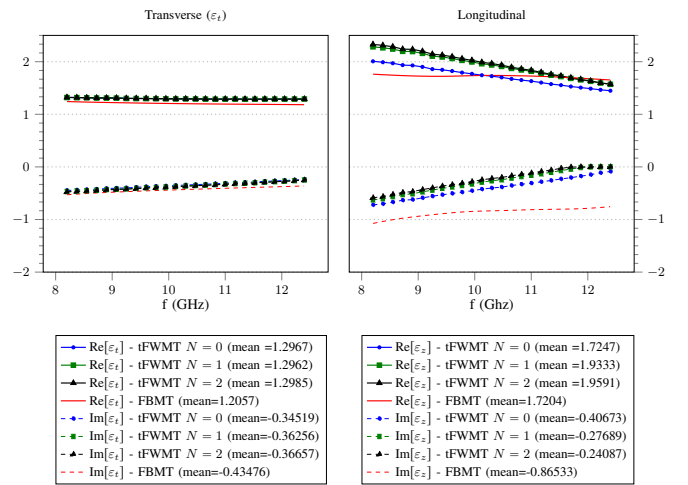 Transverse (εt)
Longitudinal
2
1
0
−1
−2
2
1
0
−1
−2
8 9 10 11 12
8 9 10 11 12
f (GHz)
f (Ghz)
Re[εt] - tFWMT N = 0 (mean =1.2967)
Re[εt] - tFWMT N = 1 (mean =1.2962)
Re[εt] - tFWMT N = 2 (mean =1.2985)
Re[εt] - FBMT (mean=1.2057)
Im[εt] - tFWMT N = 0 (mean=-0.34519)
Im[εt] - tFWMT N = 1 (mean=-0.36256)
Im[εt] - tFWMT N = 2 (mean=-0.36657)
Im[εt] - FBMT (mean=-0.43476)
Re[εz] - tFWMT N = 0 (mean=1.7247)
Re[εz] - tFWMT N = 1 (mean=1.9333)
Re[εz] - tFWMT N = 2 (mean=1.9591)
Re[εz] - FBMT (mean=1.7204)
Im[εz] - tFWMT N = 0 (mean=-0.40673)
Im[εz] - tFWMT N = 1 (mean=-0.27689)
Im[εz] - tFWMT N = 2 (mean=-0.24087)
Im[εz] - FBMT (mean=-0.86533)